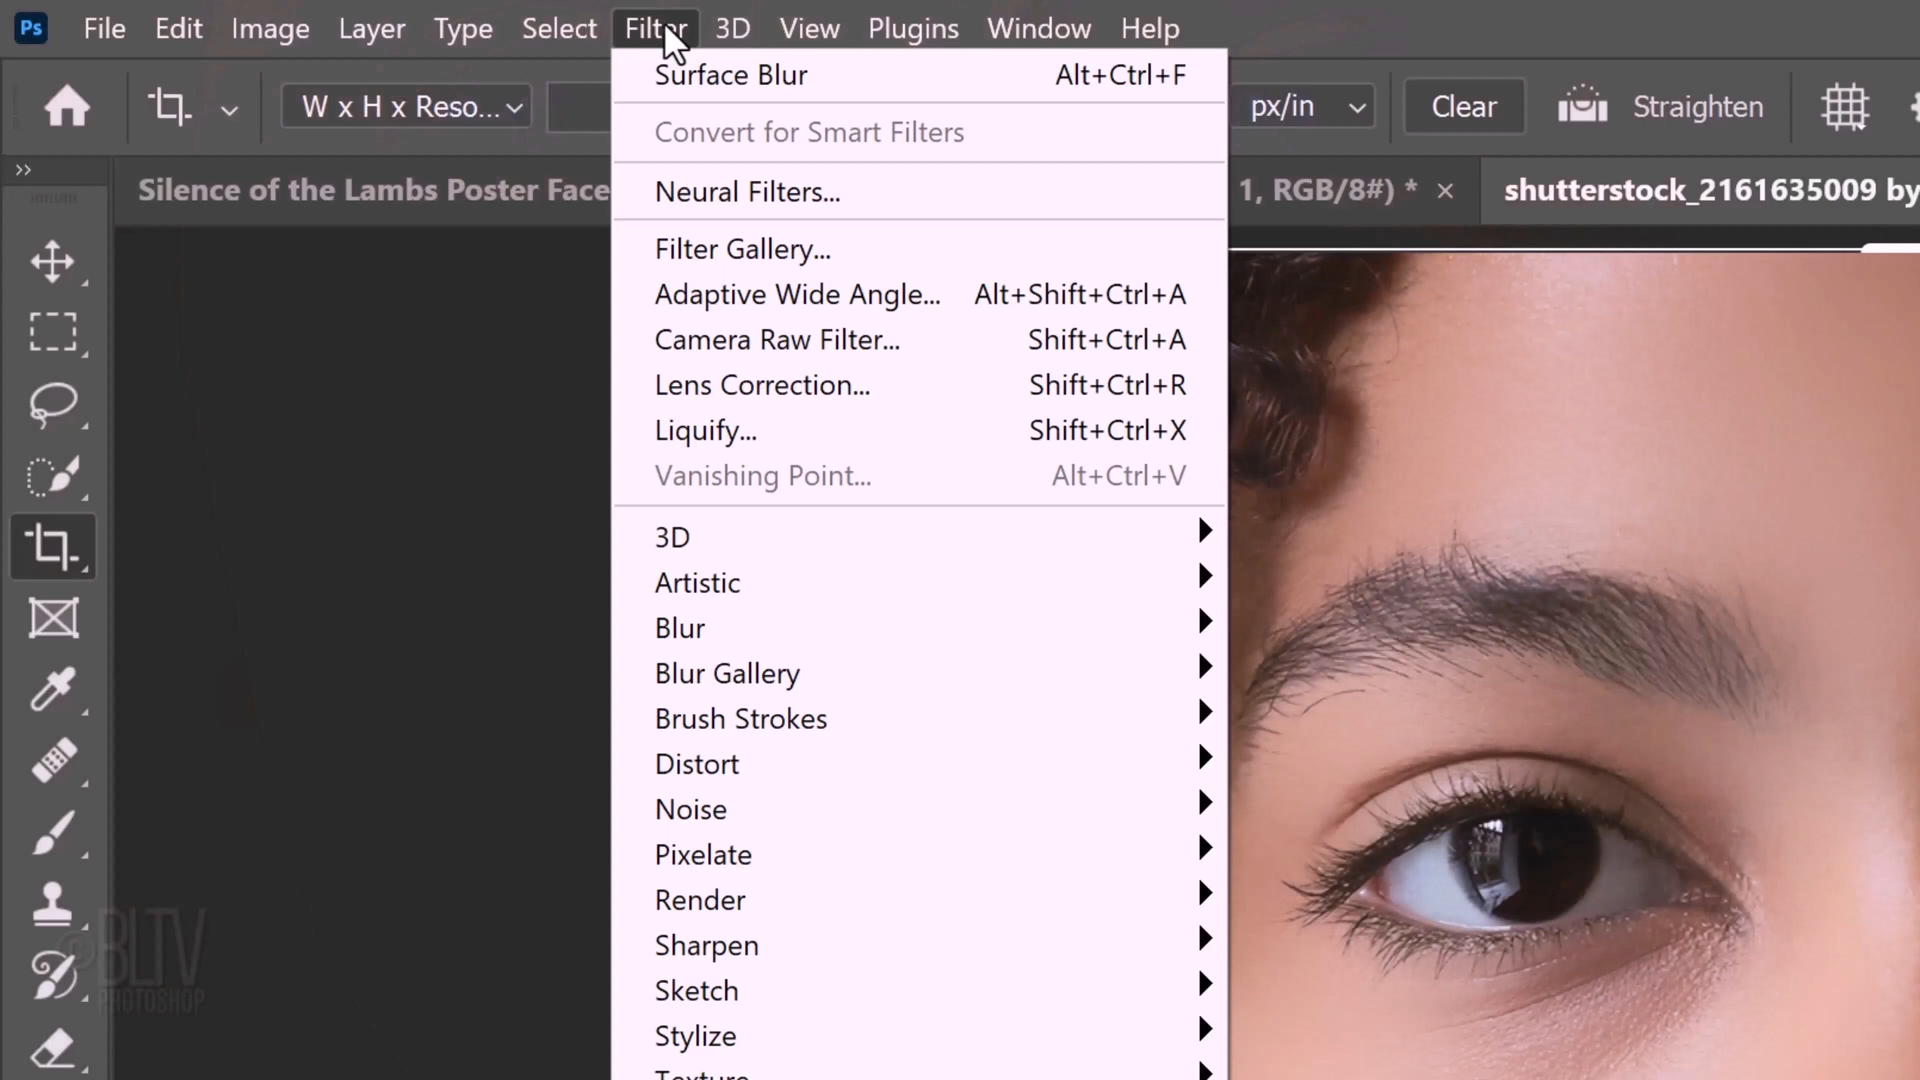 Ps File Edit Image Layer Type Select Filter 3D View Plugins Window Help
W x H x Reso... px/in Clear Straighten
Silence of the Lambs Poster Face 1, RGB/8#) * × shutterstock_2161635009 by
Surface Blur Alt+Ctrl+F
Convert for Smart Filters
Neural Filters...
Filter Gallery...
Adaptive Wide Angle... Alt+Shift+Ctrl+A
Camera Raw Filter... Shift+Ctrl+A
Lens Correction... Shift+Ctrl+R
Liquify... Shift+Ctrl+X
Vanishing Point... Alt+Ctrl+V
3D
Artistic
Blur
Blur Gallery
Brush Strokes
Distort
Noise
Pixelate
Render
Sharpen
Sketch
Stylize
Texture
©BLTV
PHOTOSHOP